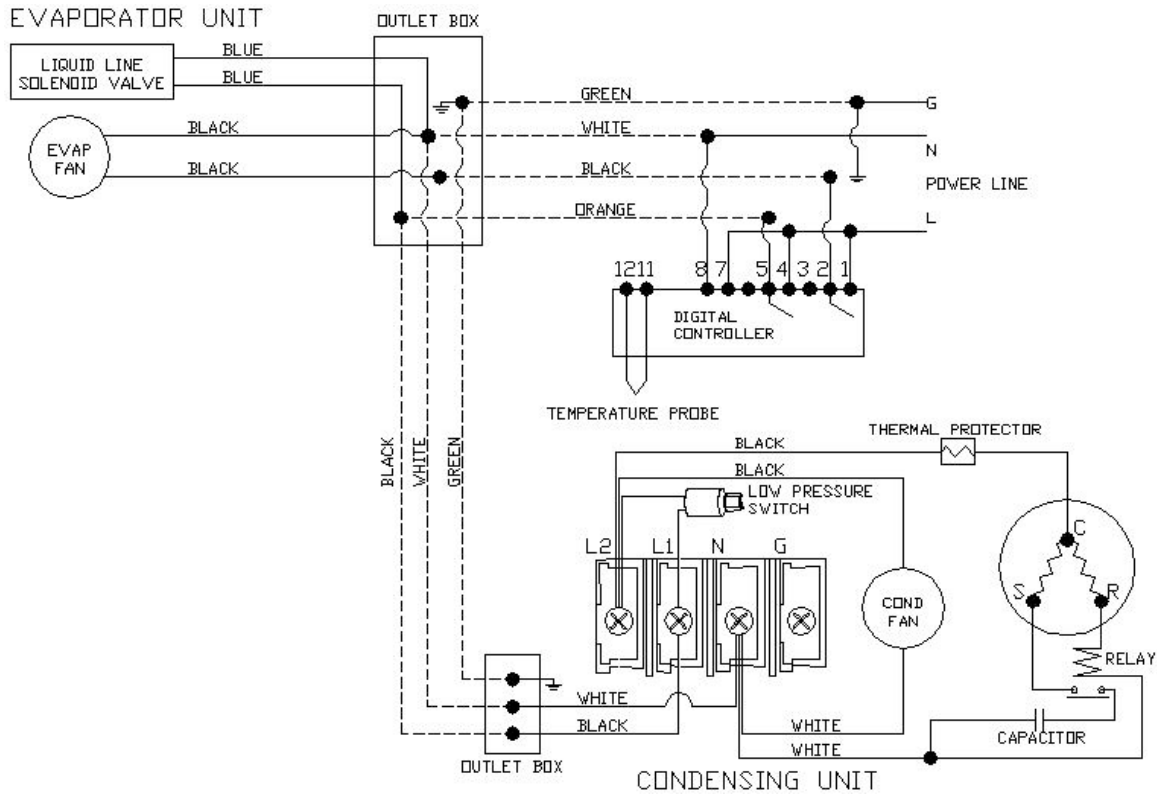 EVAPORATOR UNIT
OUTLET BOX
LIQUID LINE
SOLENOID VALVE
BLUE
BLUE
GREEN
G
BLACK
WHITE
EVAP
FAN
N
BLACK
BLACK
POWER LINE
ORANGE
L
12 11 8 7 5 4 3 2 1
DIGITAL
CONTROLLER
TEMPERATURE PROBE
BLACK
WHITE
GREEN
THERMAL PROTECTOR
BLACK
BLACK
LOW PRESSURE
SWITCH
L2 L1 N G
C
S R
COND
FAN
RELAY
WHITE
BLACK
WHITE
WHITE
CAPACITOR
OUTLET BOX
CONDENSING UNIT